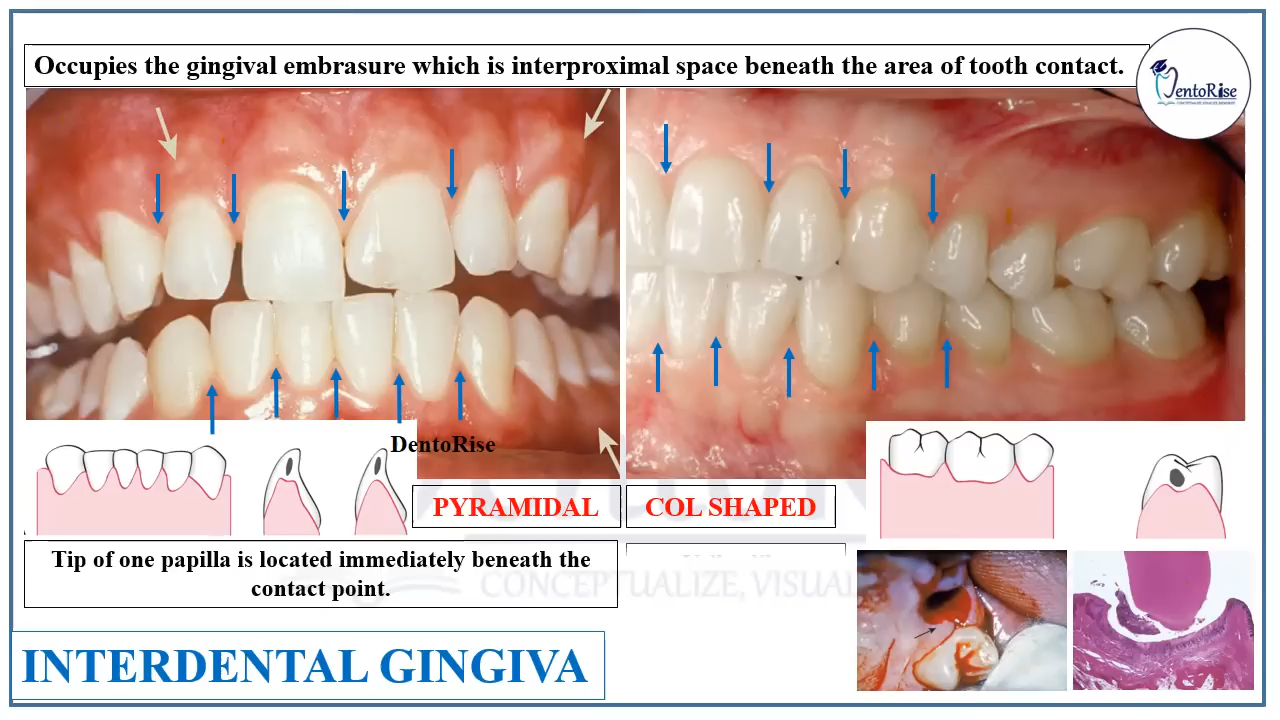 Occupies the gingival embrasure which is interproximal space beneath the area of tooth contact.
DentoRise
DentoRise
PYRAMIDAL
COL SHAPED
Tip of one papilla is located immediately beneath the
contact point.
CONCEPTUALIZE, VISUAL
INTERDENTAL GINGIVA